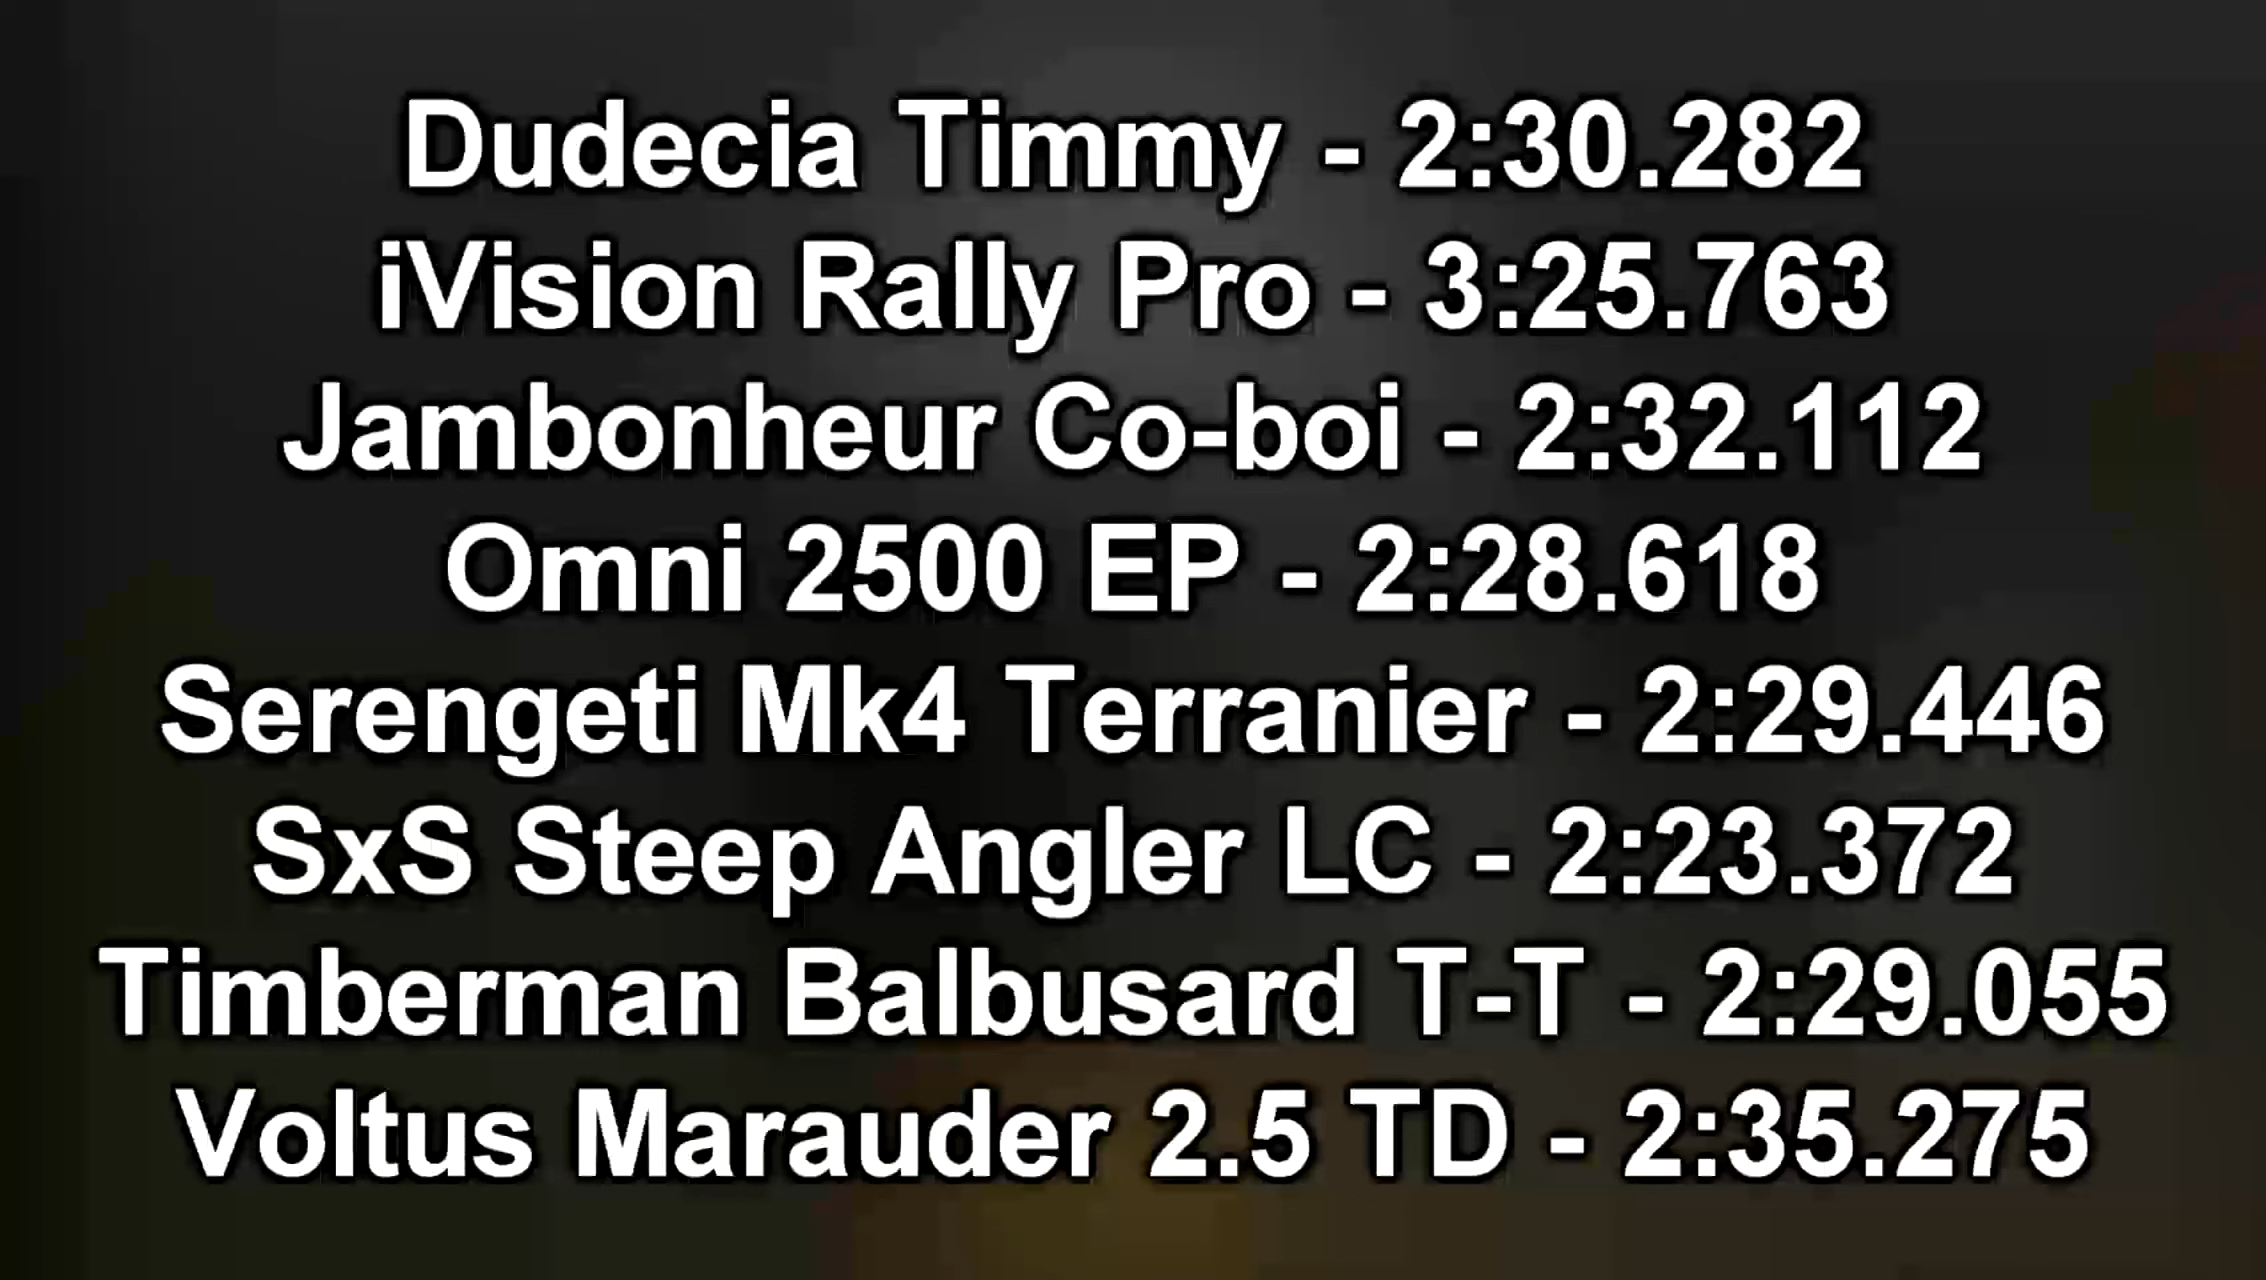 Dudecia Timmy - 2:30.282
iVision Rally Pro - 3:25.763
Jambonheur Co-boi - 2:32.112
Omni 2500 EP - 2:28.618
Serengeti Mk4 Terranier - 2:29.446
SxS Steep Angler LC - 2:23.372
Timberman Balbusard T-T - 2:29.055
Voltus Marauder 2.5 TD - 2:35.275